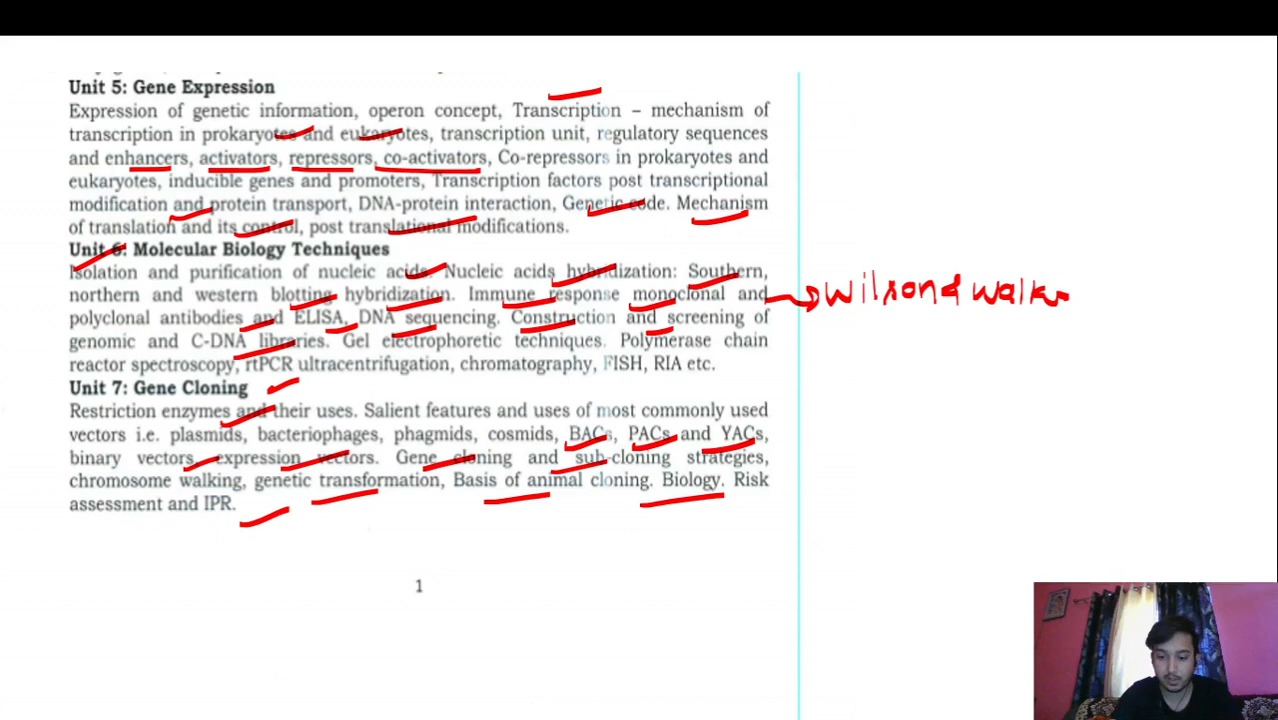 Unit 5: Gene Expression
Expression of genetic information, operon concept, Transcription – mechanism of
transcription in prokaryotes and eukaryotes, transcription unit, regulatory sequences
and enhancers, activators, repressors, co-activators, Co-repressors in prokaryotes and
eukaryotes, inducible genes and promoters, Transcription factors post transcriptional
modification and protein transport, DNA-protein interaction, Genetic code. Mechanism
of translation and its control, post translational modifications.
Unit 6: Molecular Biology Techniques
Isolation and purification of nucleic acids. Nucleic acids hybridization: Southern,
northern and western blotting hybridization. Immune response monoclonal and
polyclonal antibodies and ELISA, DNA sequencing. Construction and screening of
genomic and C-DNA libraries. Gel electrophoretic techniques. Polymerase chain
reactor spectroscopy, rtPCR ultracentrifugation, chromatography, FISH, RIA etc.
Unit 7: Gene Cloning
Restriction enzymes and their uses. Salient features and uses of most commonly used
vectors i.e. plasmids, bacteriophages, phagmids, cosmids, BACs, PACs and YACs,
binary vectors, expression vectors. Gene cloning and sub-cloning strategies,
chromosome walking, genetic transformation, Basis of animal cloning. Biology. Risk
assessment and IPR.
1
wilson & walker